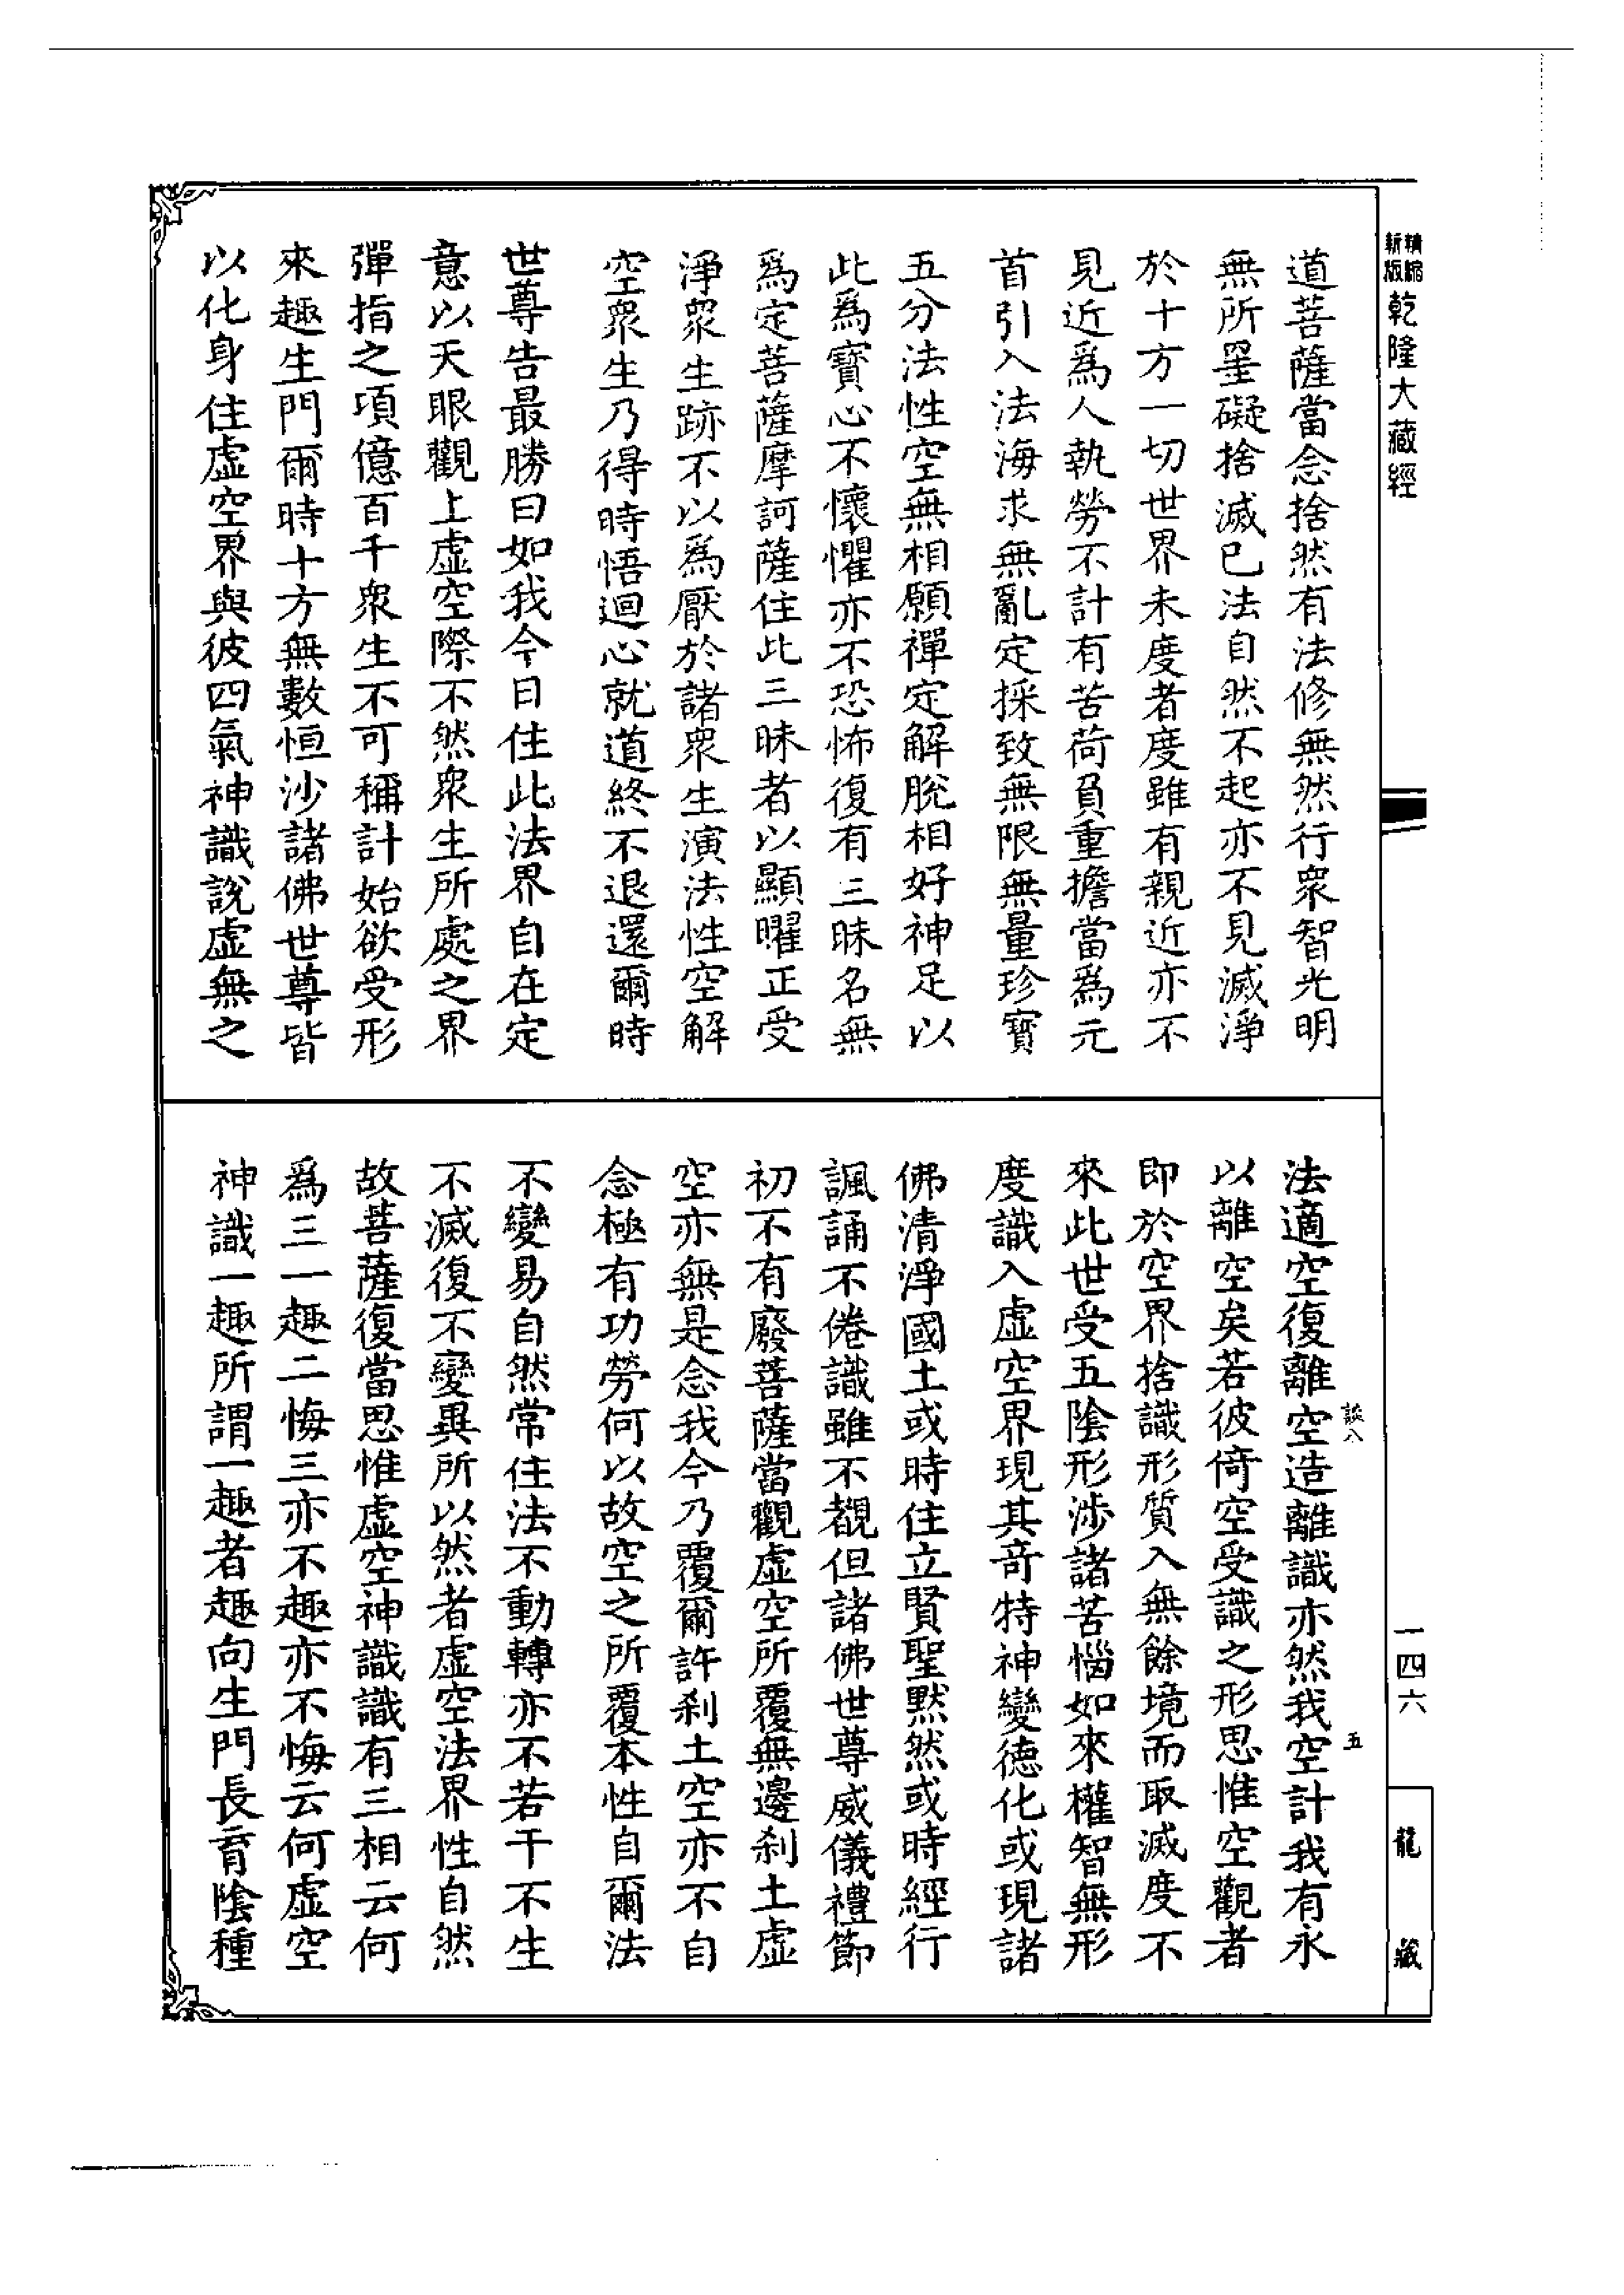 精縮
新版
乾隆大藏經
道菩薩當念捨然有法修無然行衆智光明
無所罣礙捨滅已法自然不起亦不見滅淨
於十方一切世界未度者度雖有親近亦不
見近爲人執勞不計有苦荷負重擔當爲元
首引入法海求無亂定採致無限無量珍寶
五分法性空無相願禪定解脫相好神足以
此爲寶心不懷懼亦不恐怖復有三昧名無
爲定菩薩摩訶薩住此三昧者以顯曜正受
淨衆生跡不以爲厭於諸衆生演法性空解
空衆生乃得時悟迴心就道終不退還爾時
世尊告最勝曰如我今日住此法界自在定
意以天眼觀上虛空際不然衆生所處之界
彈指之項億百千衆生不可稱計始欲受形
來趣生門爾時十方無數恒沙諸佛世尊皆
以化身住虛空界與彼四氣神識說虛無之
談八
五
法適空復離空造離識亦然我空計我有永
以離空矣若彼倚空受識之形思惟空觀者
即於空界捨識形質入無餘境而取滅度不
來此世受五陰形涉諸苦惱如來權智無形
度識入虛空界現其奇特神變德化或現諸
佛清淨國土或時住立賢聖默然或時經行
諷誦不倦識雖不覩但諸佛世尊威儀禮節
初不有廢菩薩當觀虛空所覆無邊刹土虛
空亦無是念我今乃覆爾許刹土空亦不自
念極有功勞何以故空之所覆本性自爾法
不變易自然常住法不動轉亦不若干不生
不滅復不變異所以然者虛空法界性自然
故菩薩復當思惟虛空神識識有三相云何
爲三一趣二悔三亦不趣亦不悔云何虛空
神識一趣所謂一趣者趣向生門長育陰種
一四六
龍藏